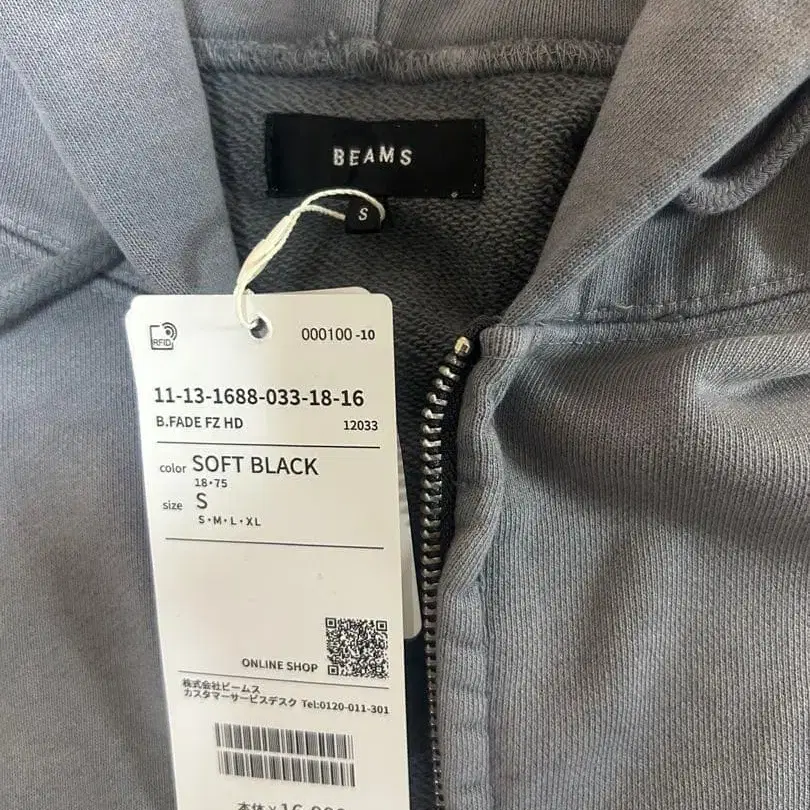 BEAMS
S
RFID
000100 -10
11-13-1688-033-18-16
B.FADE FZ HD 12033
color SOFT BLACK
18・75
size S
S・M・L・XL
ONLINE SHOP
株式会社ビームス
カスタマーサービスデスク Tel:0120-011-301